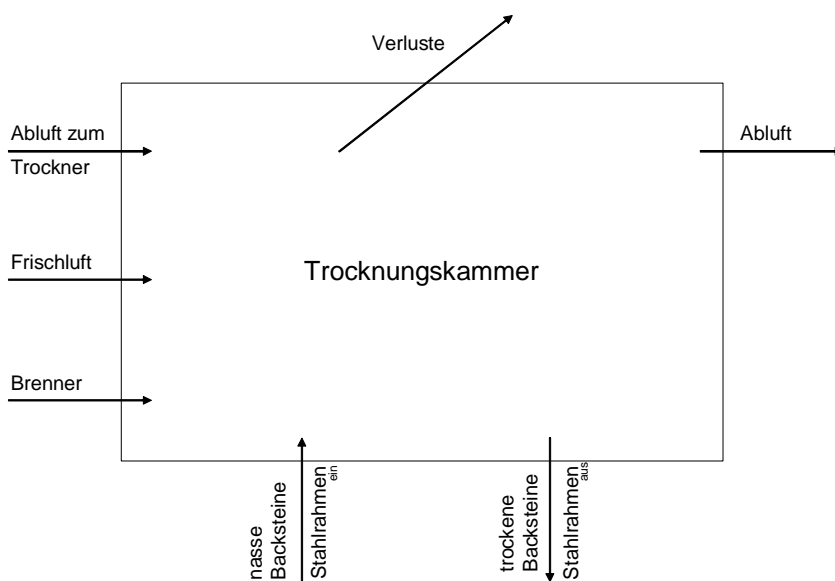 Verluste
Abluft zum
Trockner
Abluft
Frischluft
Trocknungskammer
Brenner
nasse
Backsteine
Stahlrahmen ein
trockene
Backsteine
Stahlrahmen aus